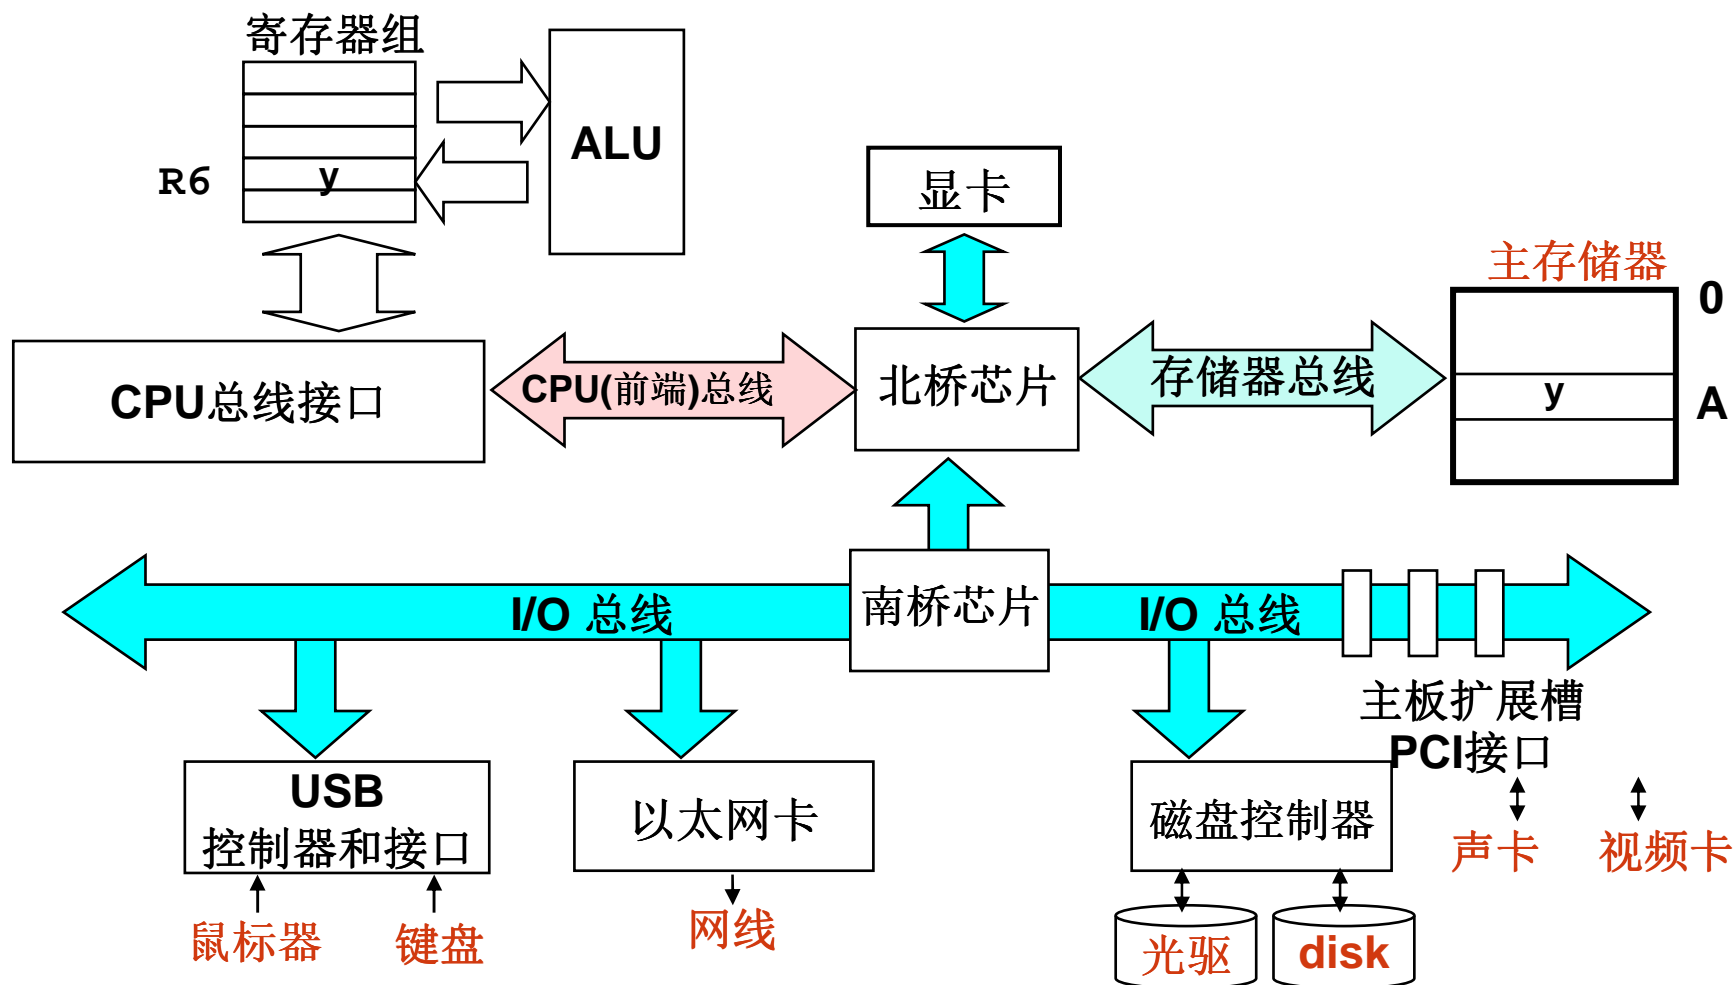 寄存器组
ALU
R6
y
显卡
主存储器
0
CPU总线接口
CPU(前端)总线
北桥芯片
存储器总线
y
A
I/O 总线
南桥芯片
I/O 总线
主板扩展槽
PCI接口
USB
控制器和接口
以太网卡
磁盘控制器
声卡
视频卡
鼠标器
键盘
网线
光驱
disk